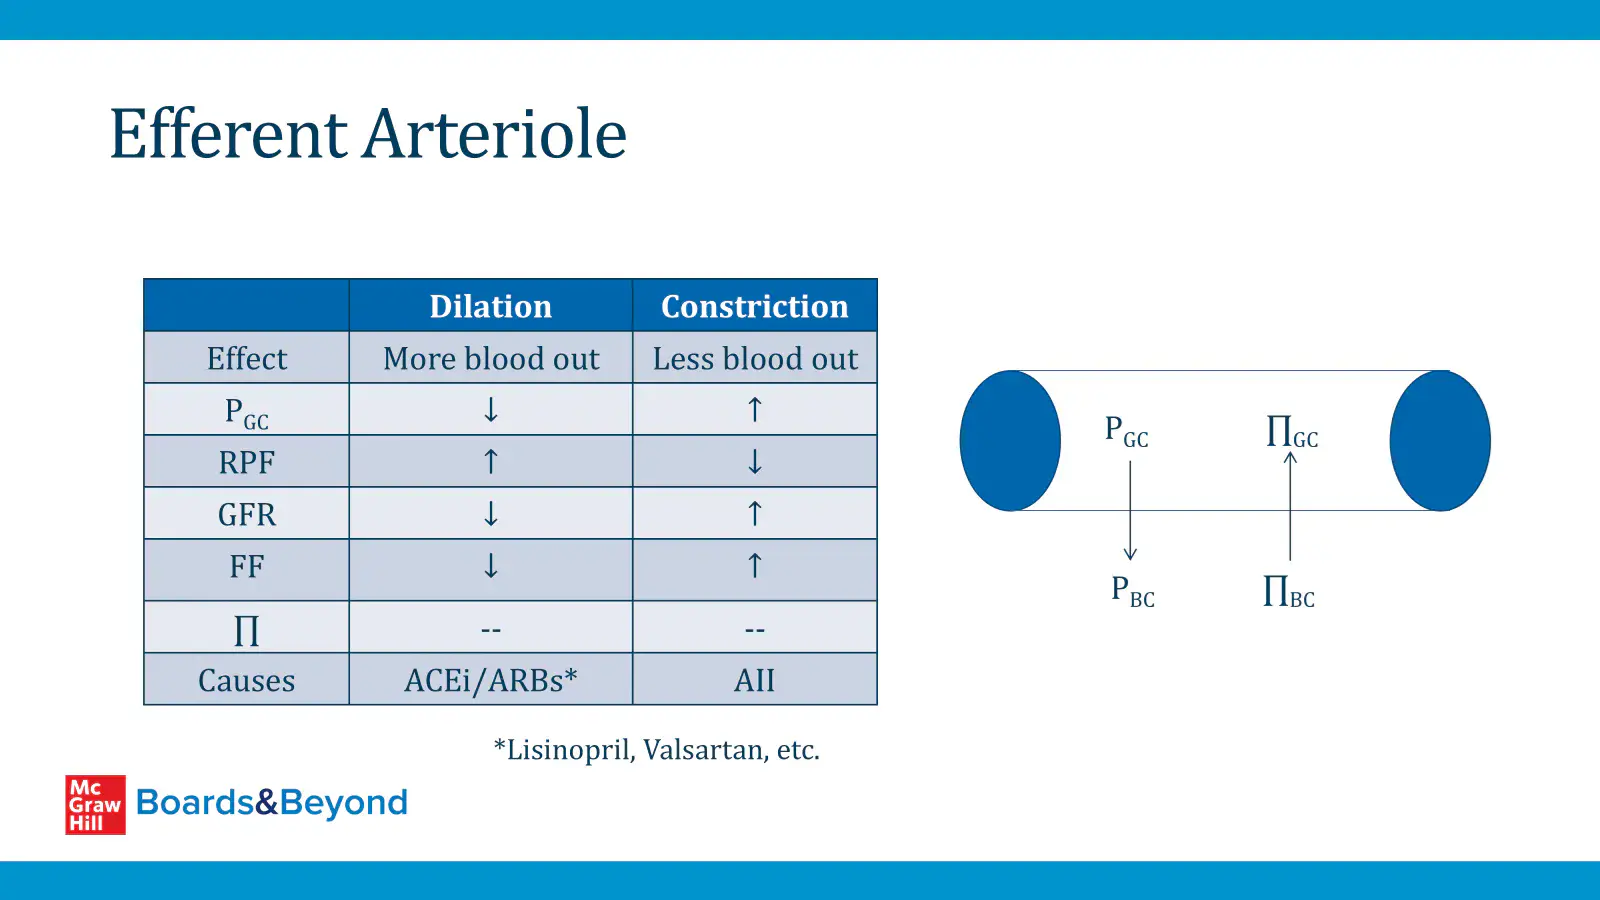 Efferent Arteriole
Dilation Constriction
Effect More blood out Less blood out
PGC ↓ ↑
RPF ↑ ↓
GFR ↓ ↑
FF ↓ ↑
∏ -- --
Causes ACEi/ARBs* AII
*Lisinopril, Valsartan, etc.
PGC ∏GC
PBC ∏BC
Mc
Graw
Hill
Boards&Beyond